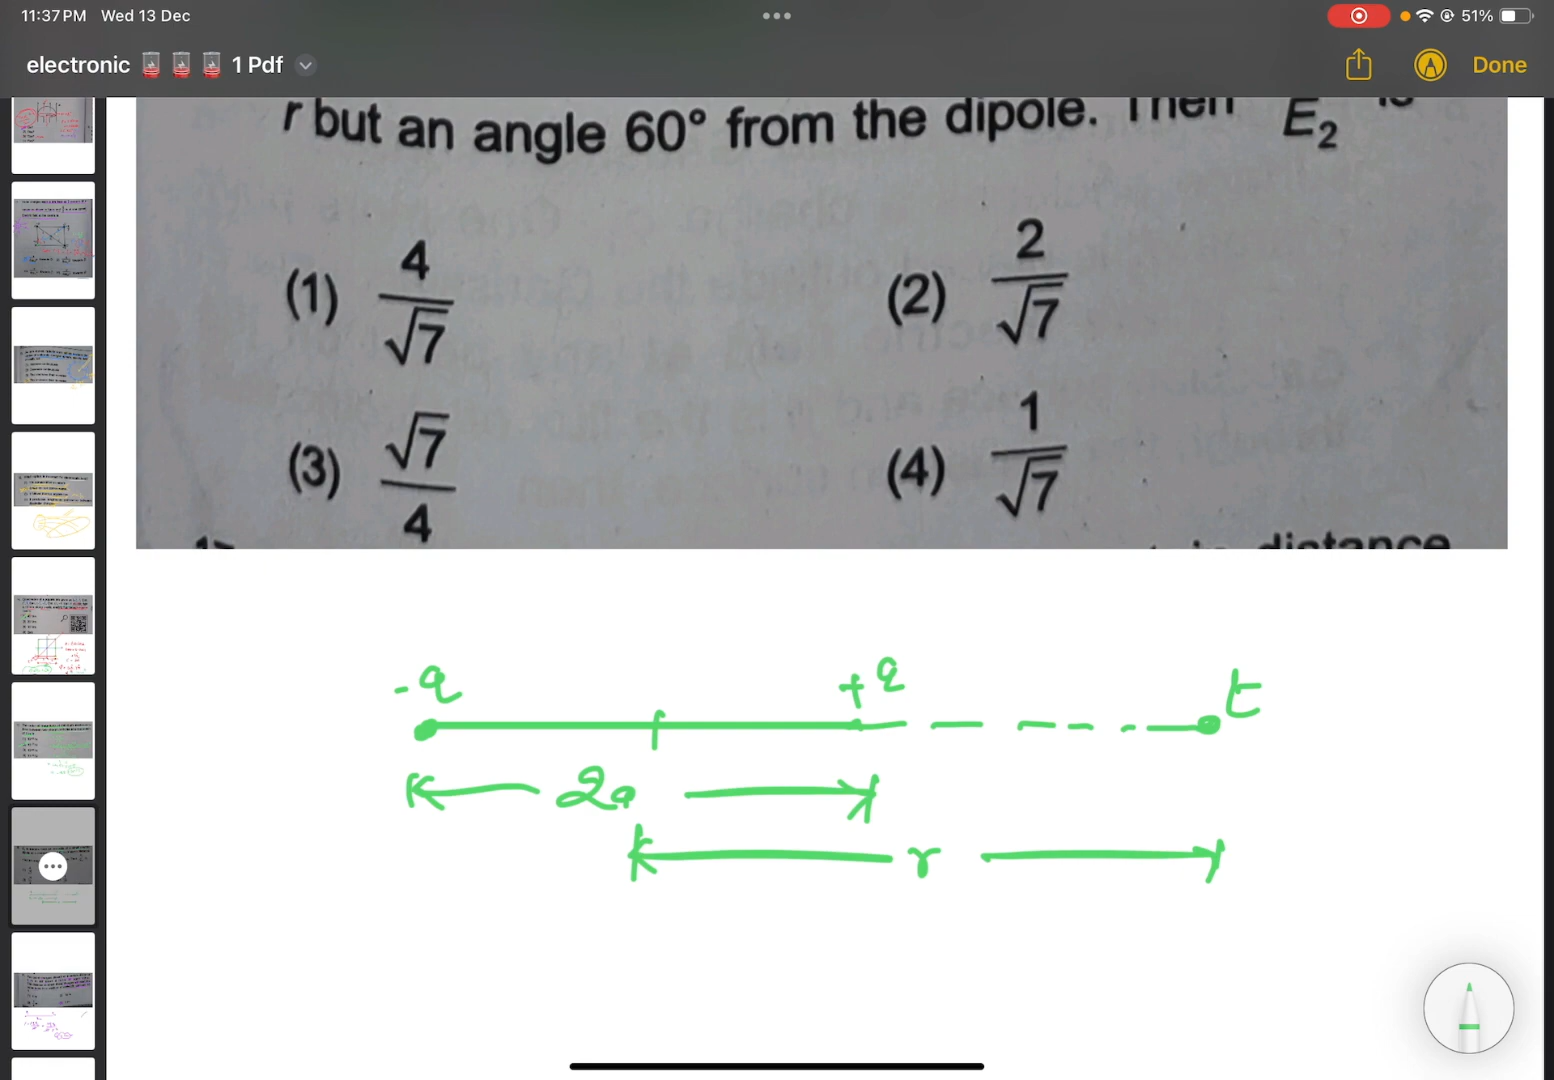 11:37 PM Wed 13 Dec
51%
electronic 1 Pdf
Done
r but an angle 60° from the dipole. Then E₂ is
(1) 4/√7
(2) 2/√7
(3) √7/4
(4) 1/√7
distance
-q
+q
t
2a
r